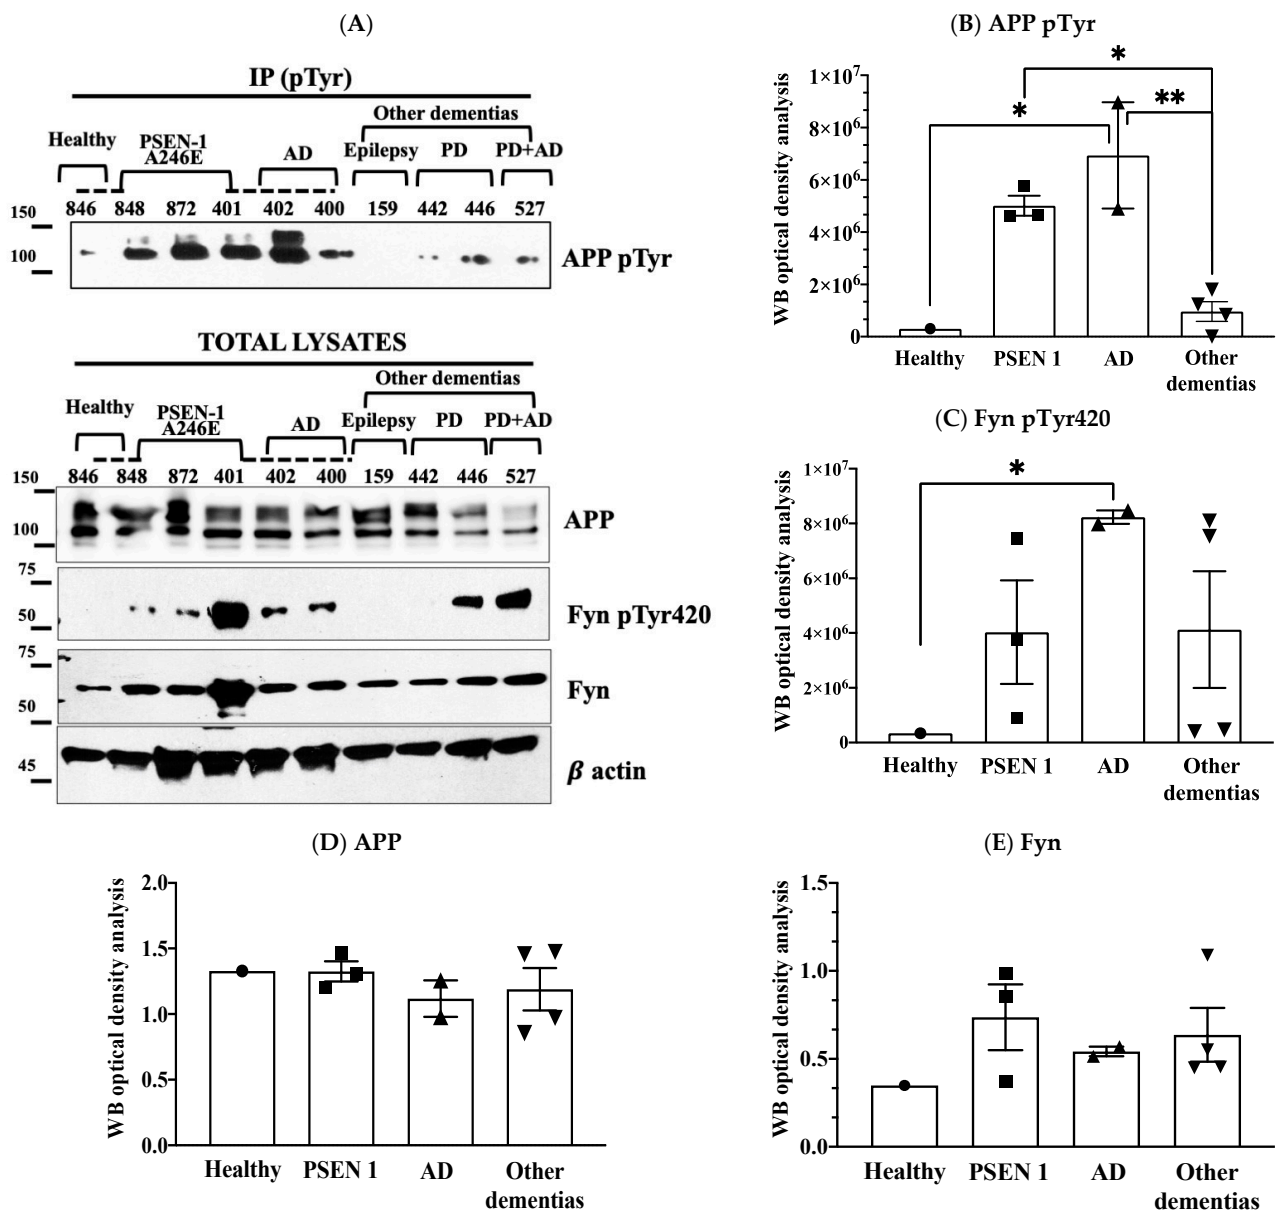 (A)
IP (pTyr)
Other dementias
Healthy PSEN-1 A246E AD Epilepsy PD PD+AD
846 848 872 401 402 400 159 442 446 527
150
100
APP pTyr
TOTAL LYSATES
Other dementias
Healthy PSEN-1 A246E AD Epilepsy PD PD+AD
846 848 872 401 402 400 159 442 446 527
150
100
APP
75
50
Fyn pTyr420
75
50
Fyn
45
β actin
(B) APP pTyr
WB optical density analysis
1×10⁷
8×10⁶
6×10⁶
4×10⁶
2×10⁶
0
*
*
**
Healthy PSEN 1 AD Other
dementias
(C) Fyn pTyr420
WB optical density analysis
1×10⁷
8×10⁶
6×10⁶
4×10⁶
2×10⁶
0
*
Healthy PSEN 1 AD Other
dementias
(D) APP
WB optical density analysis
2.0
1.5
1.0
0.5
0.0
Healthy PSEN 1 AD Other
dementias
(E) Fyn
WB optical density analysis
1.5
1.0
0.5
0.0
Healthy PSEN 1 AD Other
dementias